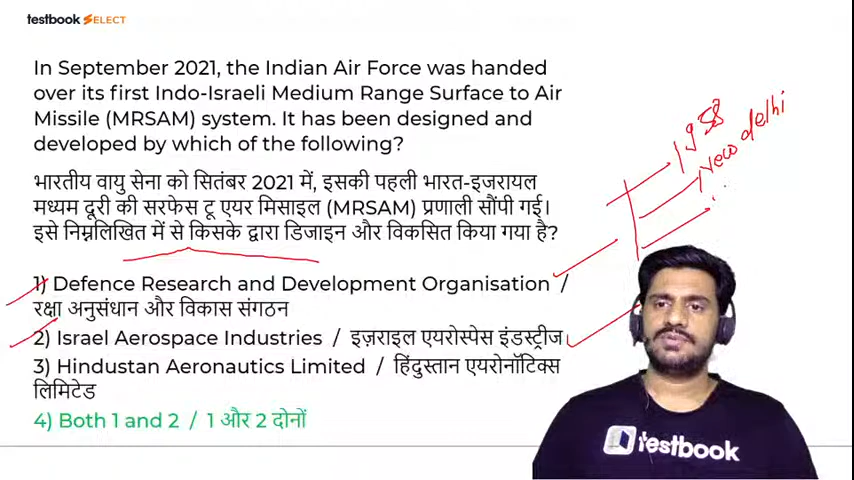 testbook SELECT
In September 2021, the Indian Air Force was handed
over its first Indo-Israeli Medium Range Surface to Air
Missile (MRSAM) system. It has been designed and
developed by which of the following?
भारतीय वायु सेना को सितंबर 2021 में, इसकी पहली भारत-इजरायल
मध्यम दूरी की सरफेस टू एयर मिसाइल (MRSAM) प्रणाली सौंपी गई।
इसे निम्नलिखित में से किसके द्वारा डिजाइन और विकसित किया गया है?
1) Defence Research and Development Organisation /
रक्षा अनुसंधान और विकास संगठन
2) Israel Aerospace Industries / इज़राइल एयरोस्पेस इंडस्ट्रीज
3) Hindustan Aeronautics Limited / हिंदुस्तान एयरोनॉटिक्स
लिमिटेड
4) Both 1 and 2 / 1 और 2 दोनों
1958
New delhi
testbook